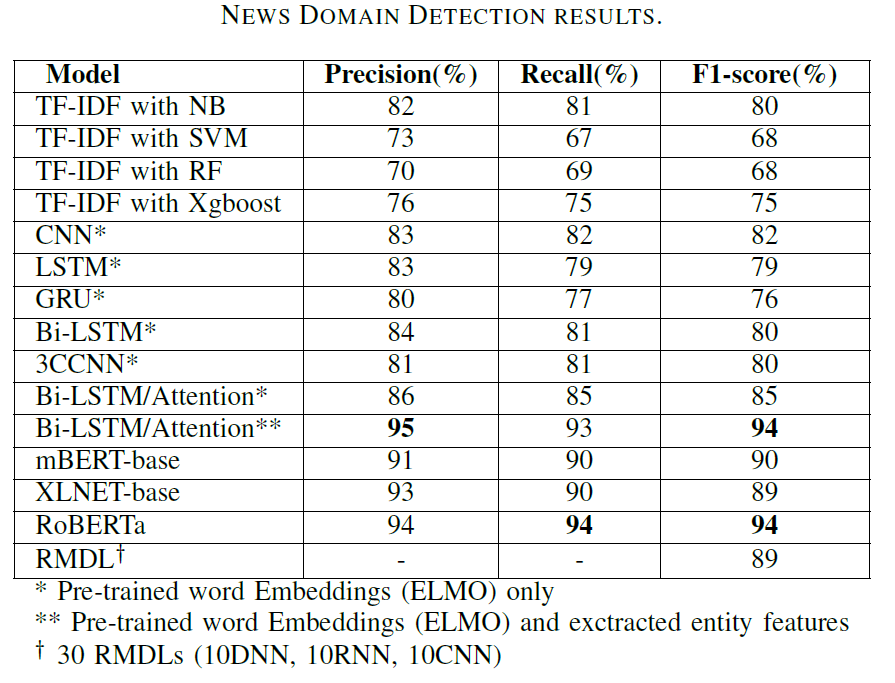 NEWS DOMAIN DETECTION RESULTS.
Model Precision(%) Recall(%) F1-score(%)
TF-IDF with NB 82 81 80
TF-IDF with SVM 73 67 68
TF-IDF with RF 70 69 68
TF-IDF with Xgboost 76 75 75
CNN* 83 82 82
LSTM* 83 79 79
GRU* 80 77 76
Bi-LSTM* 84 81 80
3CCNN* 81 81 80
Bi-LSTM/Attention* 86 85 85
Bi-LSTM/Attention** 95 93 94
mBERT-base 91 90 90
XLNET-base 93 90 89
RoBERTa 94 94 94
RMDL† - - 89
* Pre-trained word Embeddings (ELMO) only
** Pre-trained word Embeddings (ELMO) and exctracted entity features
† 30 RMDLs (10DNN, 10RNN, 10CNN)